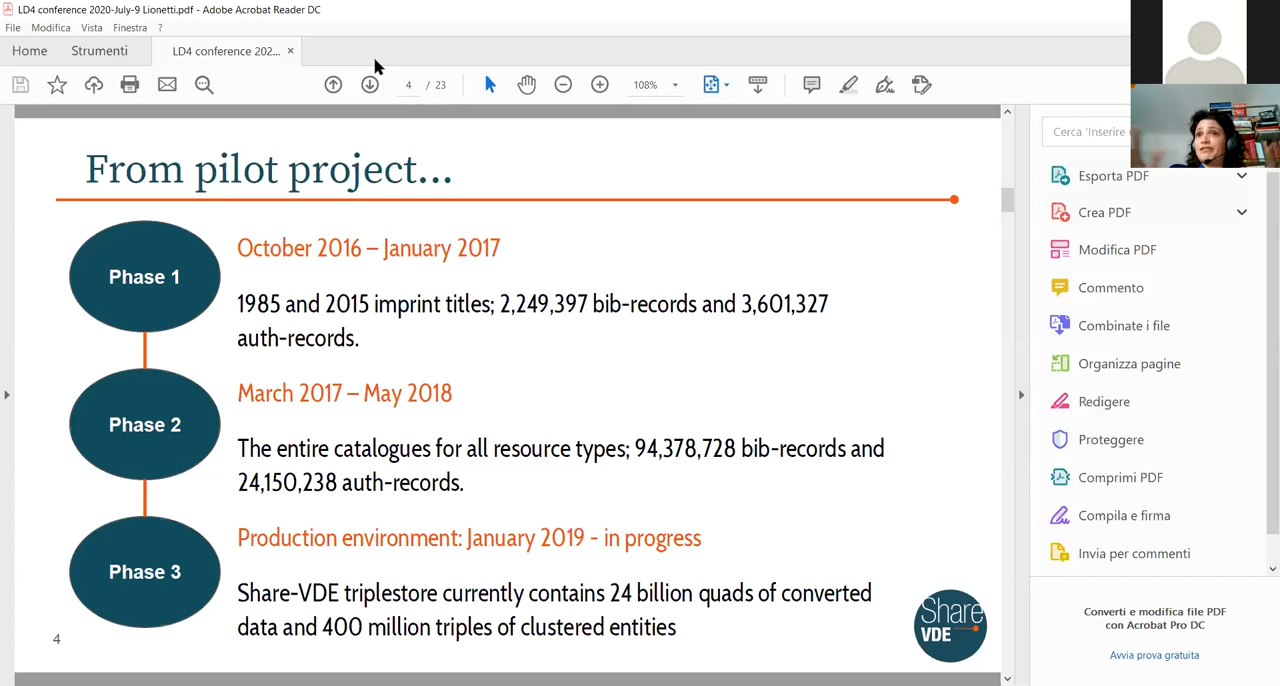 LD4 conference 2020-July-9 Lionetti.pdf - Adobe Acrobat Reader DC
File Modifica Vista Finestra ?
Home Strumenti LD4 conference 202... ×
4 / 23 108%
From pilot project...
Phase 1
October 2016 – January 2017
1985 and 2015 imprint titles; 2,249,397 bib-records and 3,601,327
auth-records.
Phase 2
March 2017 – May 2018
The entire catalogues for all resource types; 94,378,728 bib-records and
24,150,238 auth-records.
Phase 3
Production environment: January 2019 - in progress
Share-VDE triplestore currently contains 24 billion quads of converted
data and 400 million triples of clustered entities
4
Share
VDE
Cerca 'Inserire
Esporta PDF
Crea PDF
Modifica PDF
Commento
Combinate i file
Organizza pagine
Redigere
Proteggere
Comprimi PDF
Compila e firma
Invia per commenti
Converti e modifica file PDF
con Acrobat Pro DC
Avvia prova gratuita